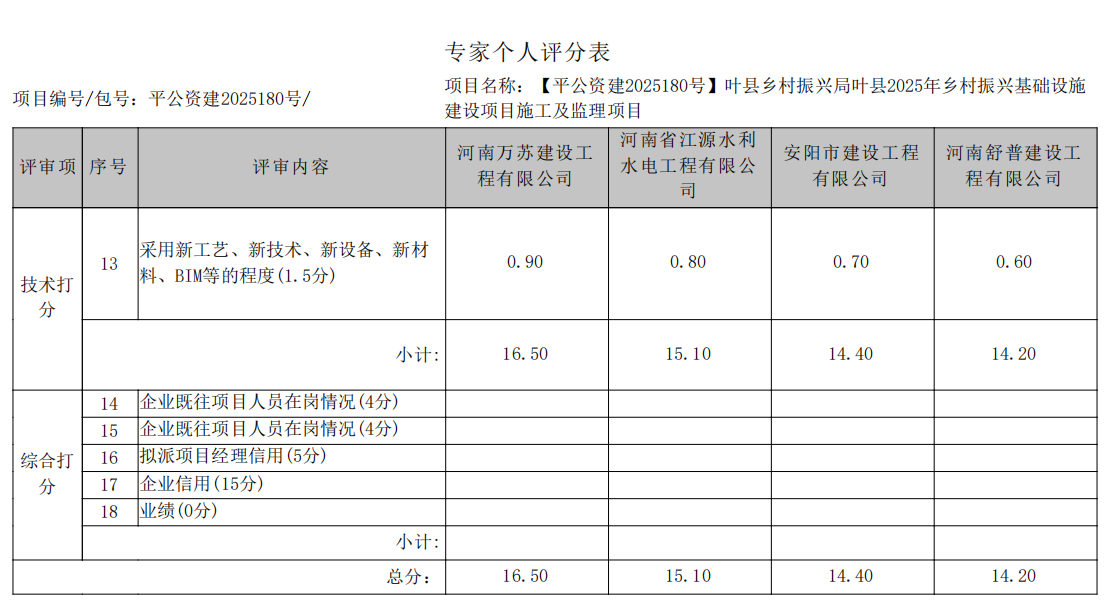 专家个人评分表
项目编号/包号：平公资建2025180号/
项目名称：【平公资建2025180号】叶县乡村振兴局叶县2025年乡村振兴基础设施
建设项目施工及监理项目
评审项 序号 评审内容 河南万苏建设工程有限公司 河南省江源水利水电工程有限公司 安阳市建设工程有限公司 河南舒普建设工程有限公司
技术打分
13 采用新工艺、新技术、新设备、新材料、BIM等的程度(1.5分) 0.90 0.80 0.70 0.60
小计: 16.50 15.10 14.40 14.20
综合打分
14 企业既往项目人员在岗情况(4分)
15 企业既往项目人员在岗情况(4分)
16 拟派项目经理信用(5分)
17 企业信用(15分)
18 业绩(0分)
小计:
总分： 16.50 15.10 14.40 14.20